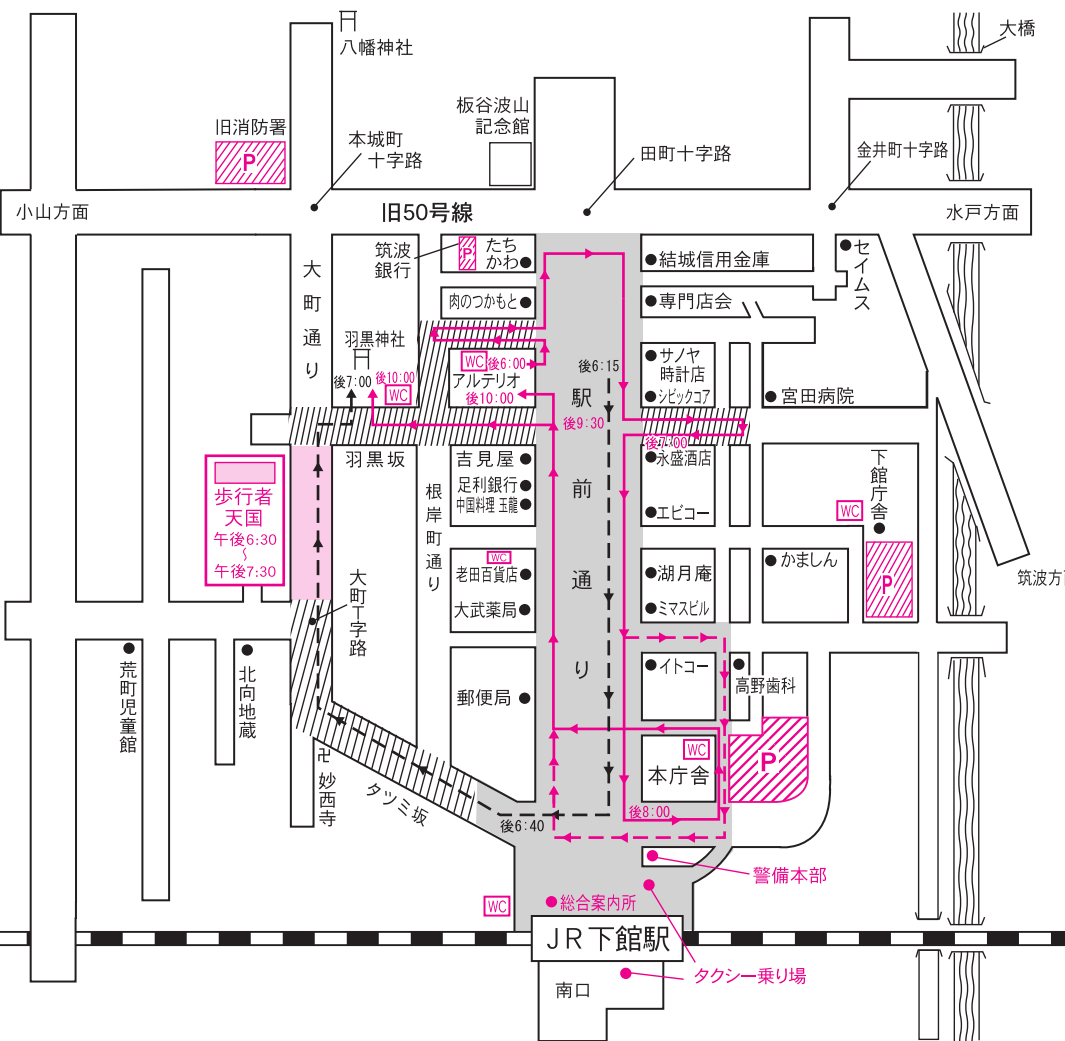 大橋
八幡神社
板谷波山
記念館
旧消防署
P
本城町
十字路
田町十字路
金井町十字路
小山方面
旧50号線
水戸方面
筑波
銀行
P
たち
かわ
結城信用金庫
セイムス
大町通り
肉のつかもと
専門店会
羽黒神社
WC
後6:00
後6:15
サノヤ
時計店
後7:00
後10:00
WC
アルテリオ
後10:00
シビックコア
宮田病院
駅前通り
後9:30
後7:00
羽黒坂
吉見屋
永盛酒店
下館庁舎
歩行者
天国
午後6:30
〜
午後7:30
根岸町通り
足利銀行
中国料理 玉龍
エビコー
WC
WC
老田百貨店
湖月庵
かましん
P
筑波方
大町T字路
大武薬局
ミマスビル
荒町児童館
北向地蔵
郵便局
イトコー
高野歯科
卍妙西寺
タツミ坂
WC
本庁舎
P
後6:40
後8:00
警備本部
WC
総合案内所
JR下館駅
タクシー乗り場
南口